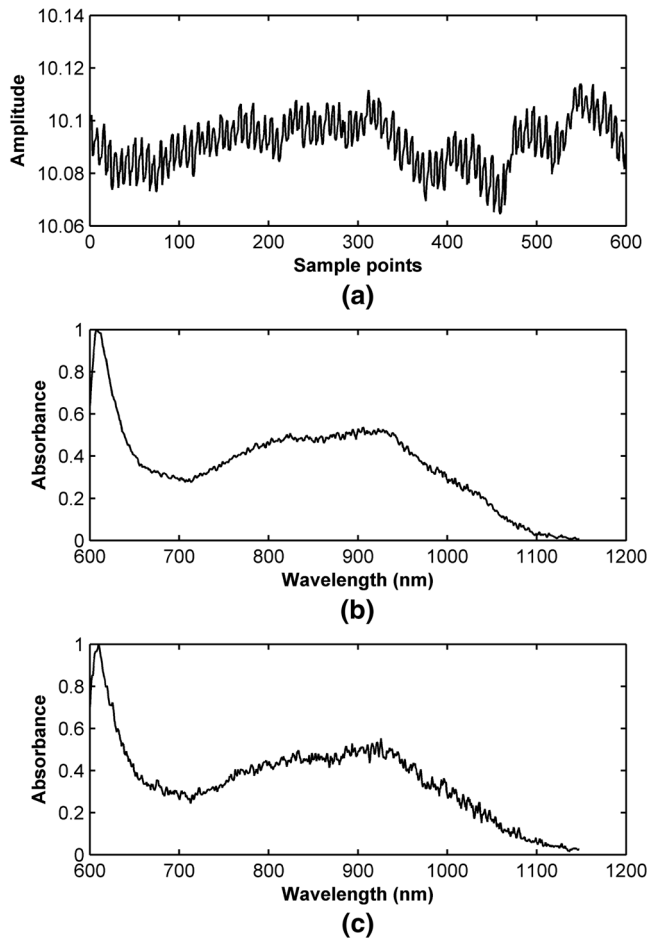 10.14
10.12
10.1
10.08
10.06
Amplitude
0 100 200 300 400 500 600
Sample points
(a)
1
0.8
0.6
0.4
0.2
0
Absorbance
600 700 800 900 1000 1100 1200
Wavelength (nm)
(b)
1
0.8
0.6
0.4
0.2
0
Absorbance
600 700 800 900 1000 1100 1200
Wavelength (nm)
(c)